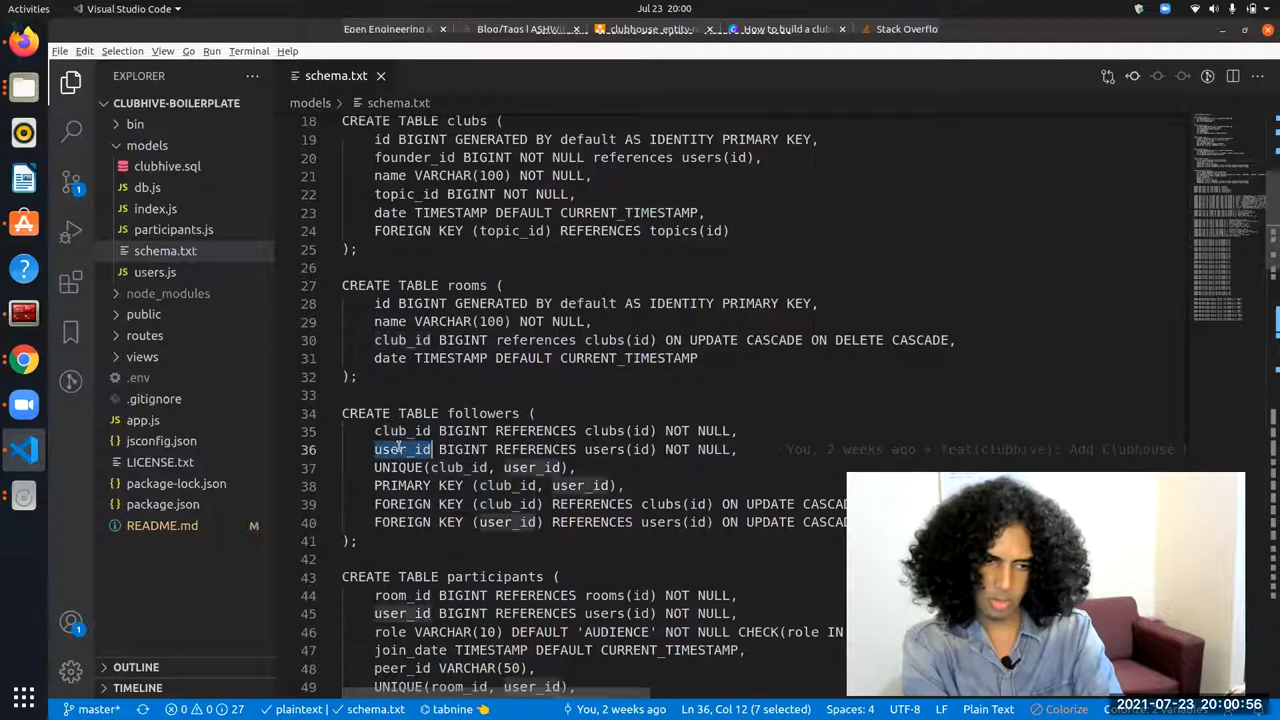 Activities
Visual Studio Code
Jul 23 20:00
Eoen Engineering &
Blog/Tags | ASHWI
clubhouse_entity-r
How to build a club
Stack Overflo
File Edit Selection View Go Run Terminal Help
EXPLORER
schema.txt
CLUBHIVE-BOILERPLATE
models > schema.txt
bin
models
clubhive.sql
db.js
index.js
participants.js
schema.txt
users.js
node_modules
public
routes
views
.env
.gitignore
app.js
jsconfig.json
LICENSE.txt
package-lock.json
package.json
README.md
OUTLINE
TIMELINE
1
1
18 CREATE TABLE clubs (
19 id BIGINT GENERATED BY default AS IDENTITY PRIMARY KEY,
20 founder_id BIGINT NOT NULL references users(id),
21 name VARCHAR(100) NOT NULL,
22 topic_id BIGINT NOT NULL,
23 date TIMESTAMP DEFAULT CURRENT_TIMESTAMP,
24 FOREIGN KEY (topic_id) REFERENCES topics(id)
25 );
26
27 CREATE TABLE rooms (
28 id BIGINT GENERATED BY default AS IDENTITY PRIMARY KEY,
29 name VARCHAR(100) NOT NULL,
30 club_id BIGINT references clubs(id) ON UPDATE CASCADE ON DELETE CASCADE,
31 date TIMESTAMP DEFAULT CURRENT_TIMESTAMP
32 );
33
34 CREATE TABLE followers (
35 club_id BIGINT REFERENCES clubs(id) NOT NULL,
36 user_id BIGINT REFERENCES users(id) NOT NULL, You, 2 weeks ago • feat(clubhive): Add Clubhouse
37 UNIQUE(club_id, user_id),
38 PRIMARY KEY (club_id, user_id),
39 FOREIGN KEY (club_id) REFERENCES clubs(id) ON UPDATE CASCA
40 FOREIGN KEY (user_id) REFERENCES users(id) ON UPDATE CASCA
41 );
42
43 CREATE TABLE participants (
44 room_id BIGINT REFERENCES rooms(id) NOT NULL,
45 user_id BIGINT REFERENCES users(id) NOT NULL,
46 role VARCHAR(10) DEFAULT 'AUDIENCE' NOT NULL CHECK(role IN
47 join_date TIMESTAMP DEFAULT CURRENT_TIMESTAMP,
48 peer_id VARCHAR(50),
49 UNIQUE(room_id, user_id),
master* 0 0 27 plaintext | schema.txt tabnine You, 2 weeks ago Ln 36, Col 12 (7 selected) Spaces: 4 UTF-8 LF Plain Text Colorize
2021-07-23 20:00:56